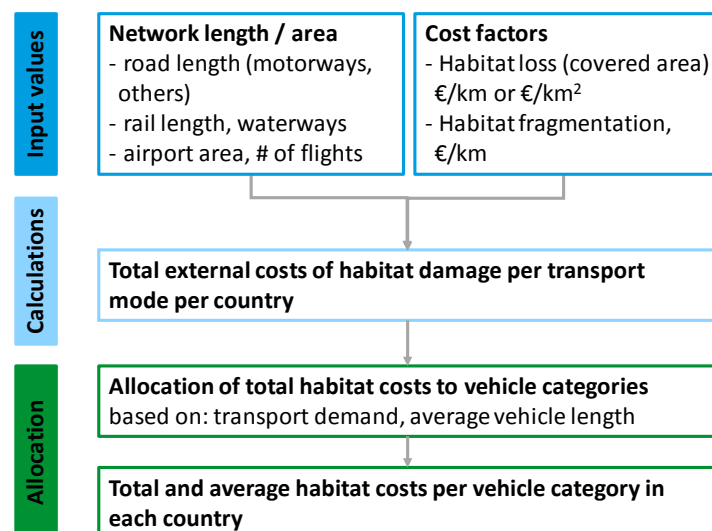 Input values
Network length / area
- road length (motorways,
others)
- rail length, waterways
- airport area, # of flights
Cost factors
- Habitat loss (covered area)
€/km or €/km²
- Habitat fragmentation,
€/km
Calculations
Total external costs of habitat damage per transport
mode per country
Allocation
Allocation of total habitat costs to vehicle categories
based on: transport demand, average vehicle length
Total and average habitat costs per vehicle category in
each country